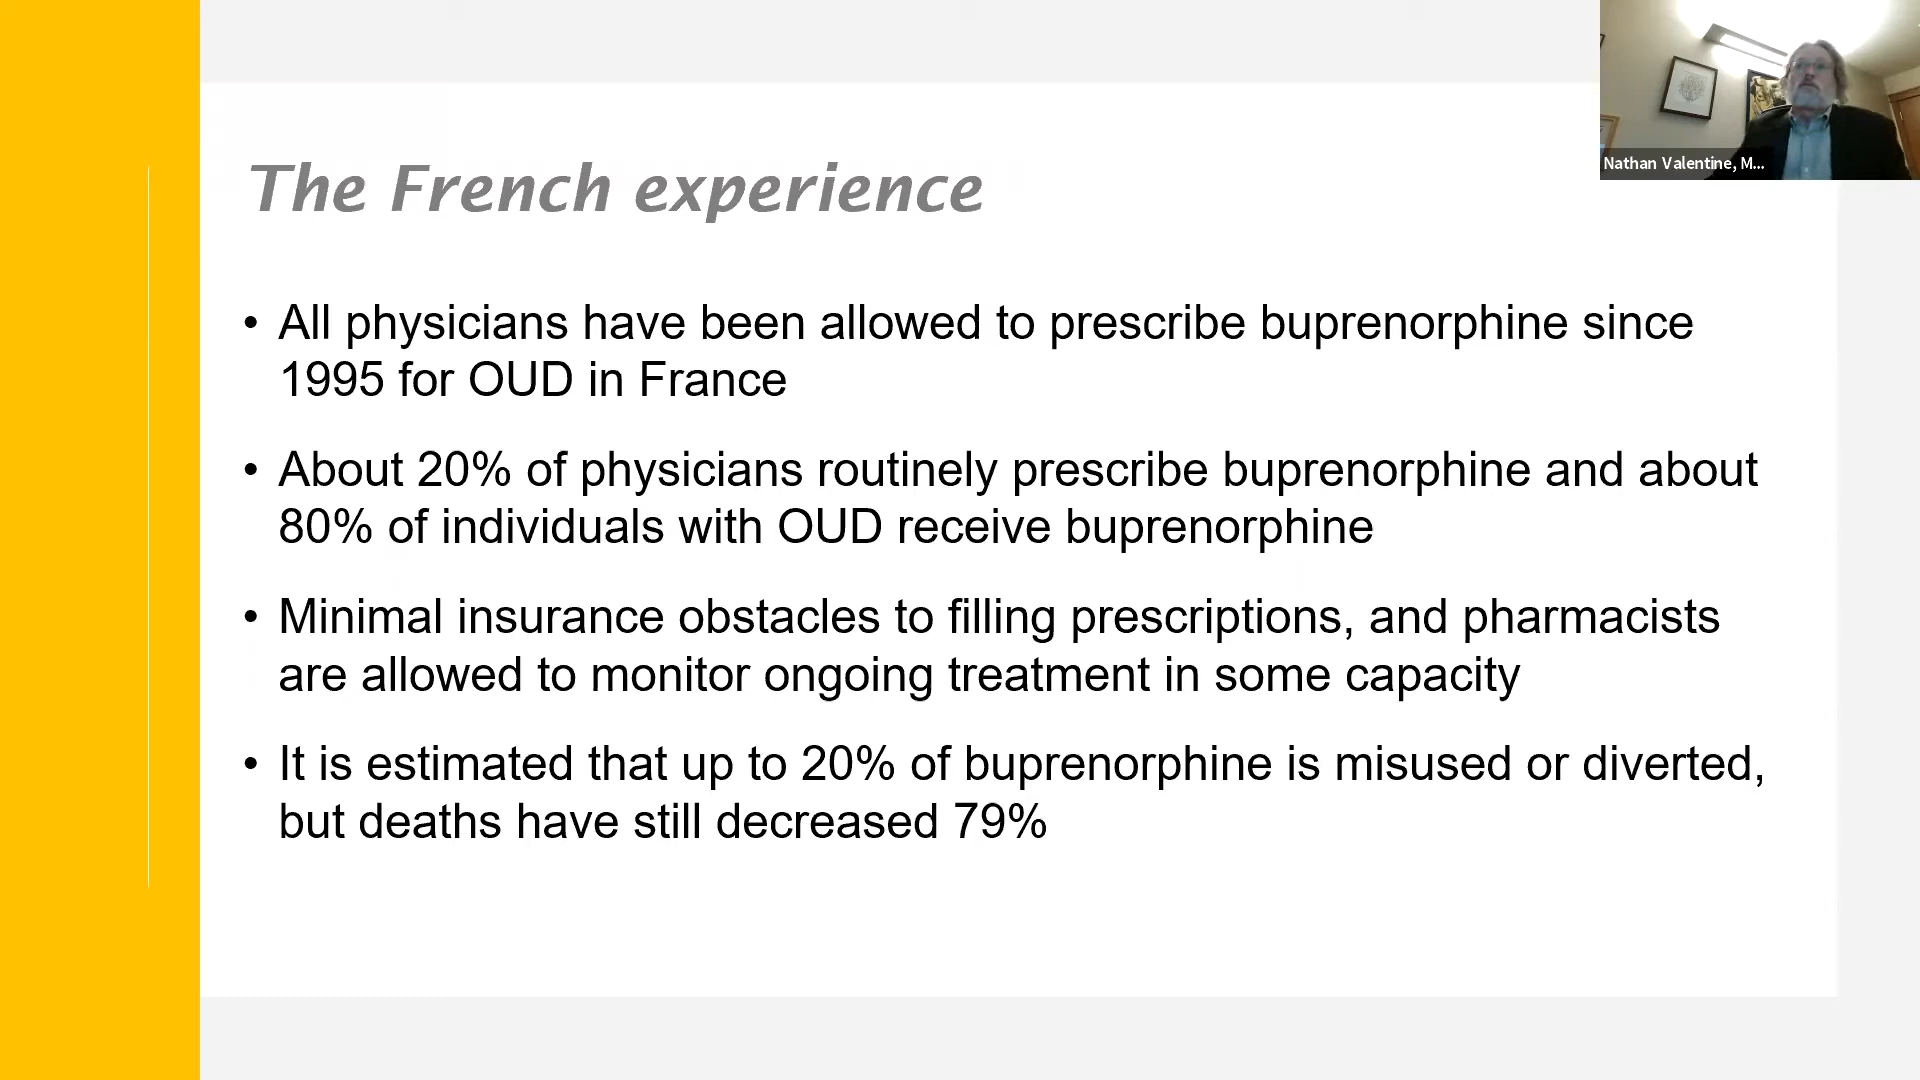 Nathan Valentine, M...
The French experience
• All physicians have been allowed to prescribe buprenorphine since
1995 for OUD in France
• About 20% of physicians routinely prescribe buprenorphine and about
80% of individuals with OUD receive buprenorphine
• Minimal insurance obstacles to filling prescriptions, and pharmacists
are allowed to monitor ongoing treatment in some capacity
• It is estimated that up to 20% of buprenorphine is misused or diverted,
but deaths have still decreased 79%